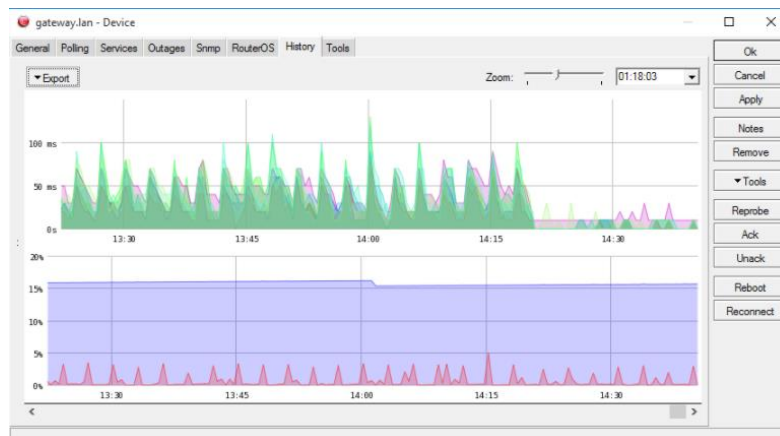 gateway.lan - Device
General Polling Services Outages Snmp RouterOS History Tools
Export
Zoom: 01:18:03
100 ms
50 ms
0s
13:30 13:45 14:00 14:15 14:30
20%
15%
10%
5%
0%
13:30 13:45 14:00 14:15 14:30
Ok
Cancel
Apply
Notes
Remove
Tools
Reprobe
Ack
Unack
Reboot
Reconnect